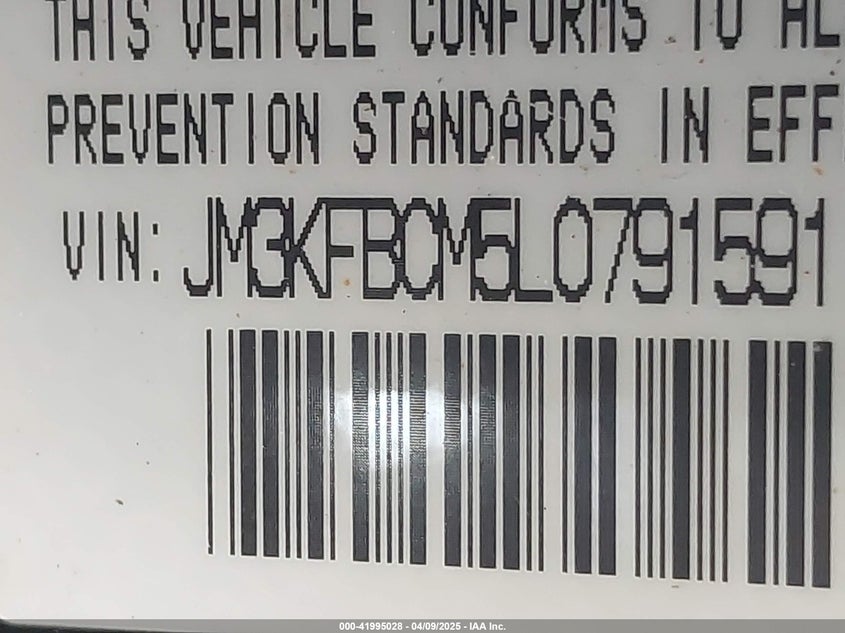 THIS VEHICLE CONFORMS TO AL
PREVENTION STANDARDS IN EFF
VIN: JM3KFBCM5L0791591
000-41995028 - 04/09/2025 - IAA Inc.